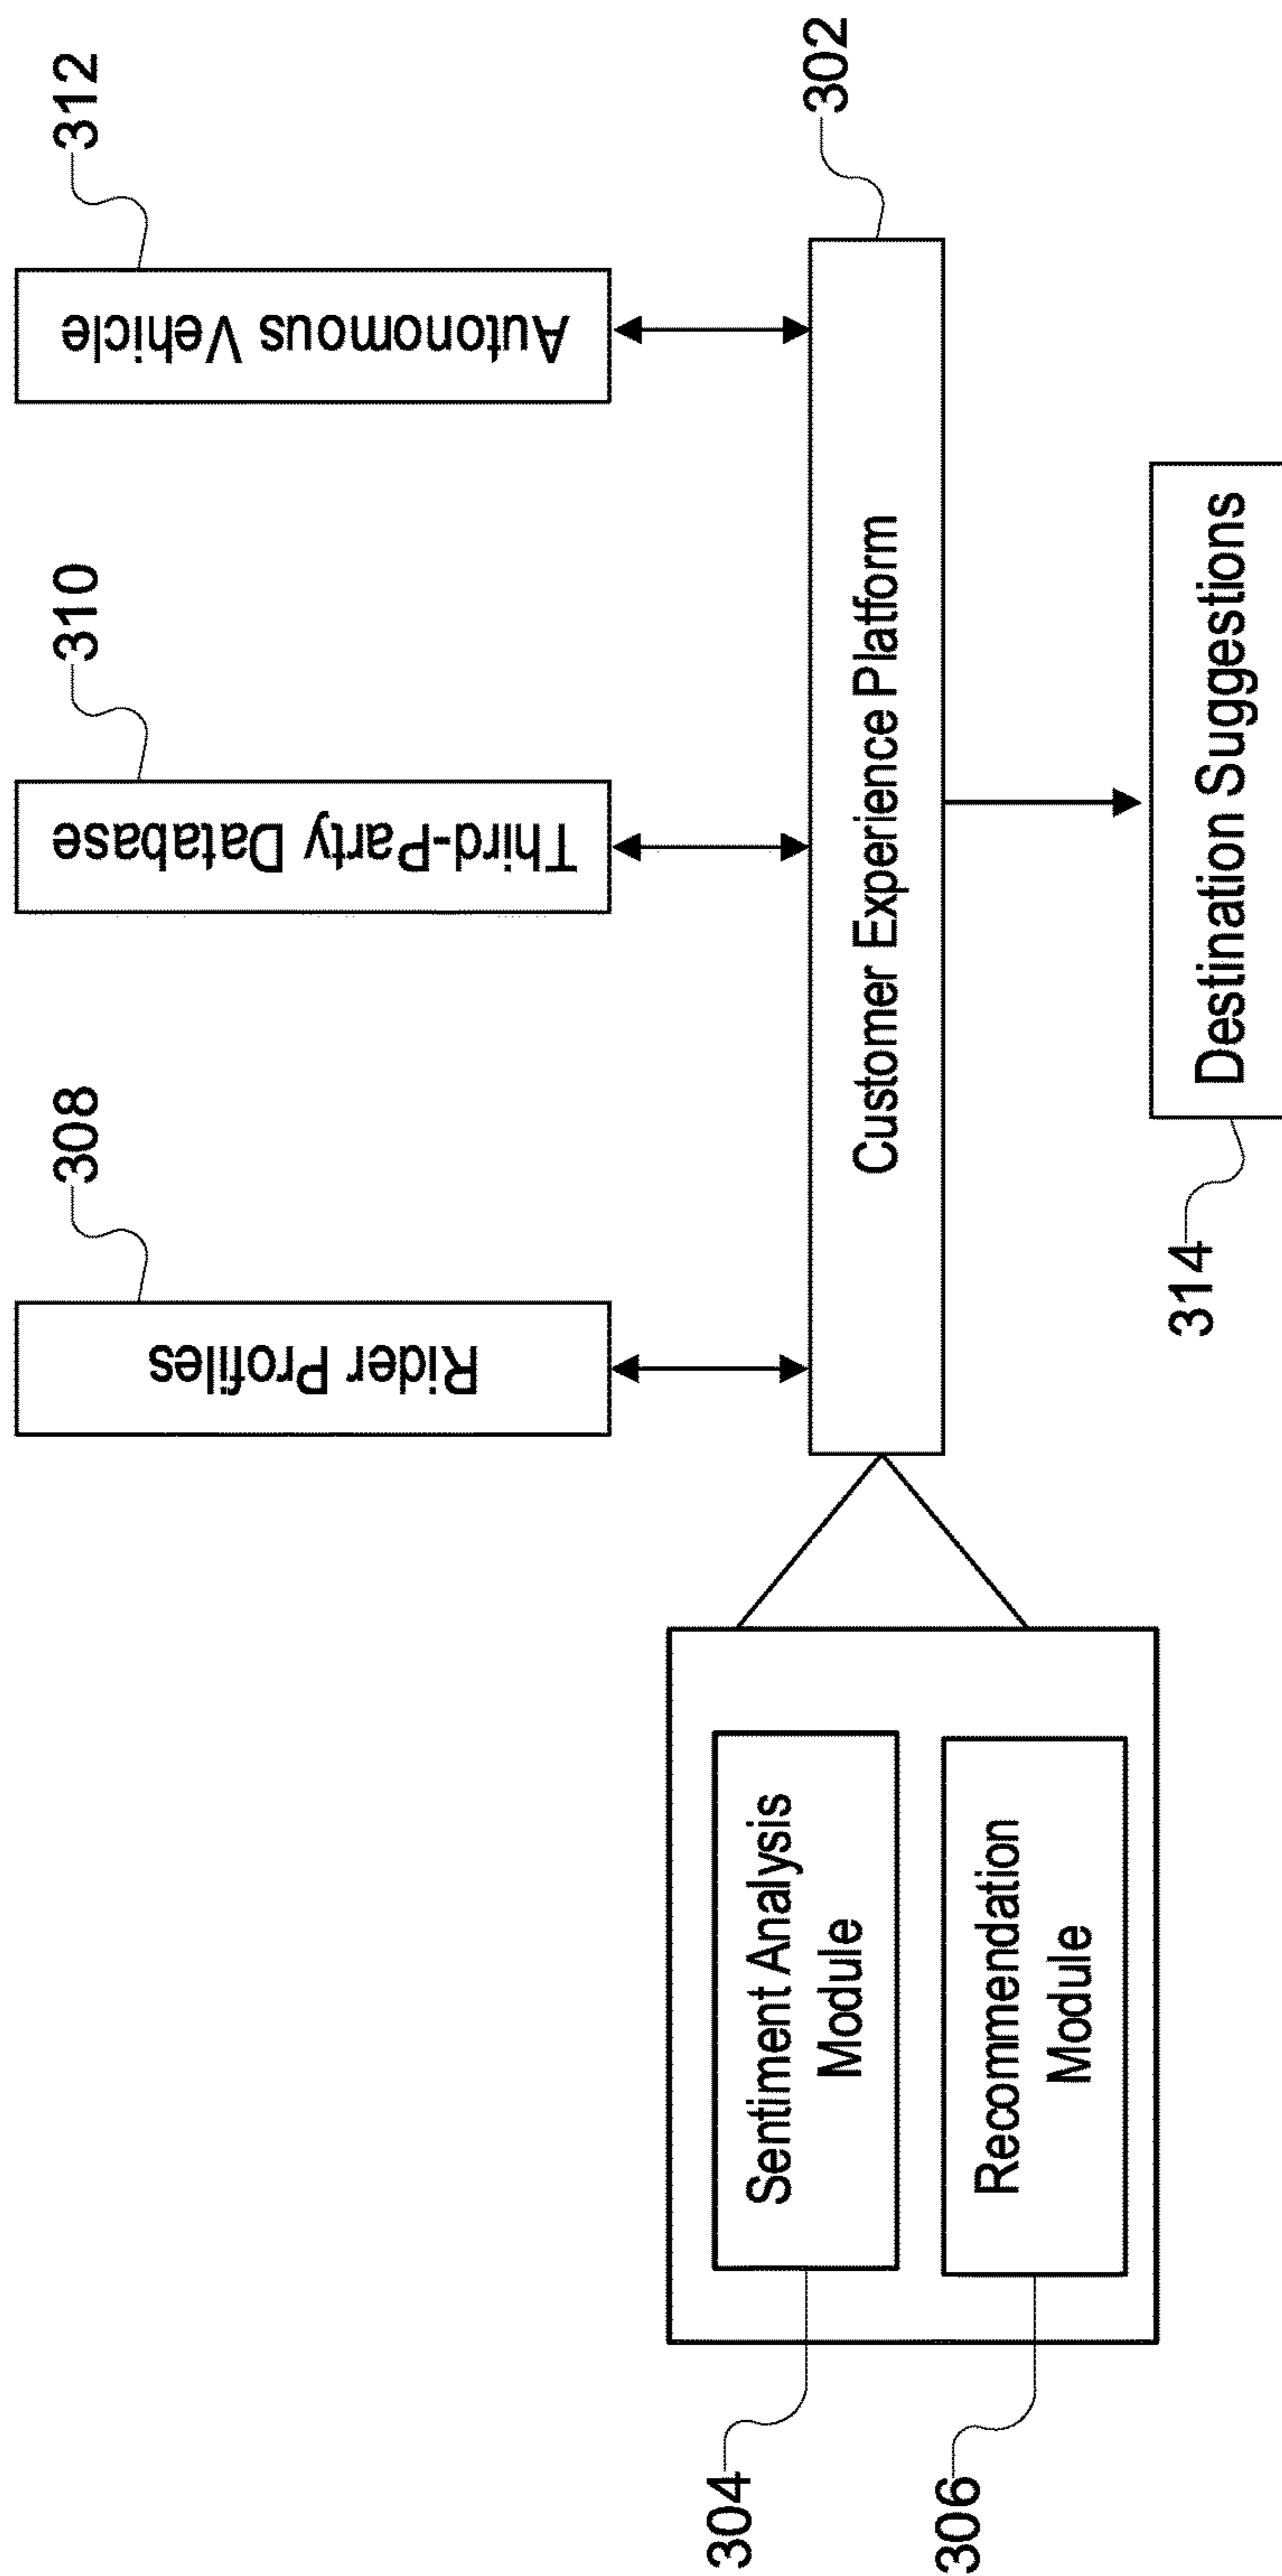 308
310
312
Rider Profiles
Third-Party Database
Autonomous Vehicle
304
Sentiment Analysis
Module
Customer Experience Platform
302
306
Recommendation
Module
314
Destination Suggestions